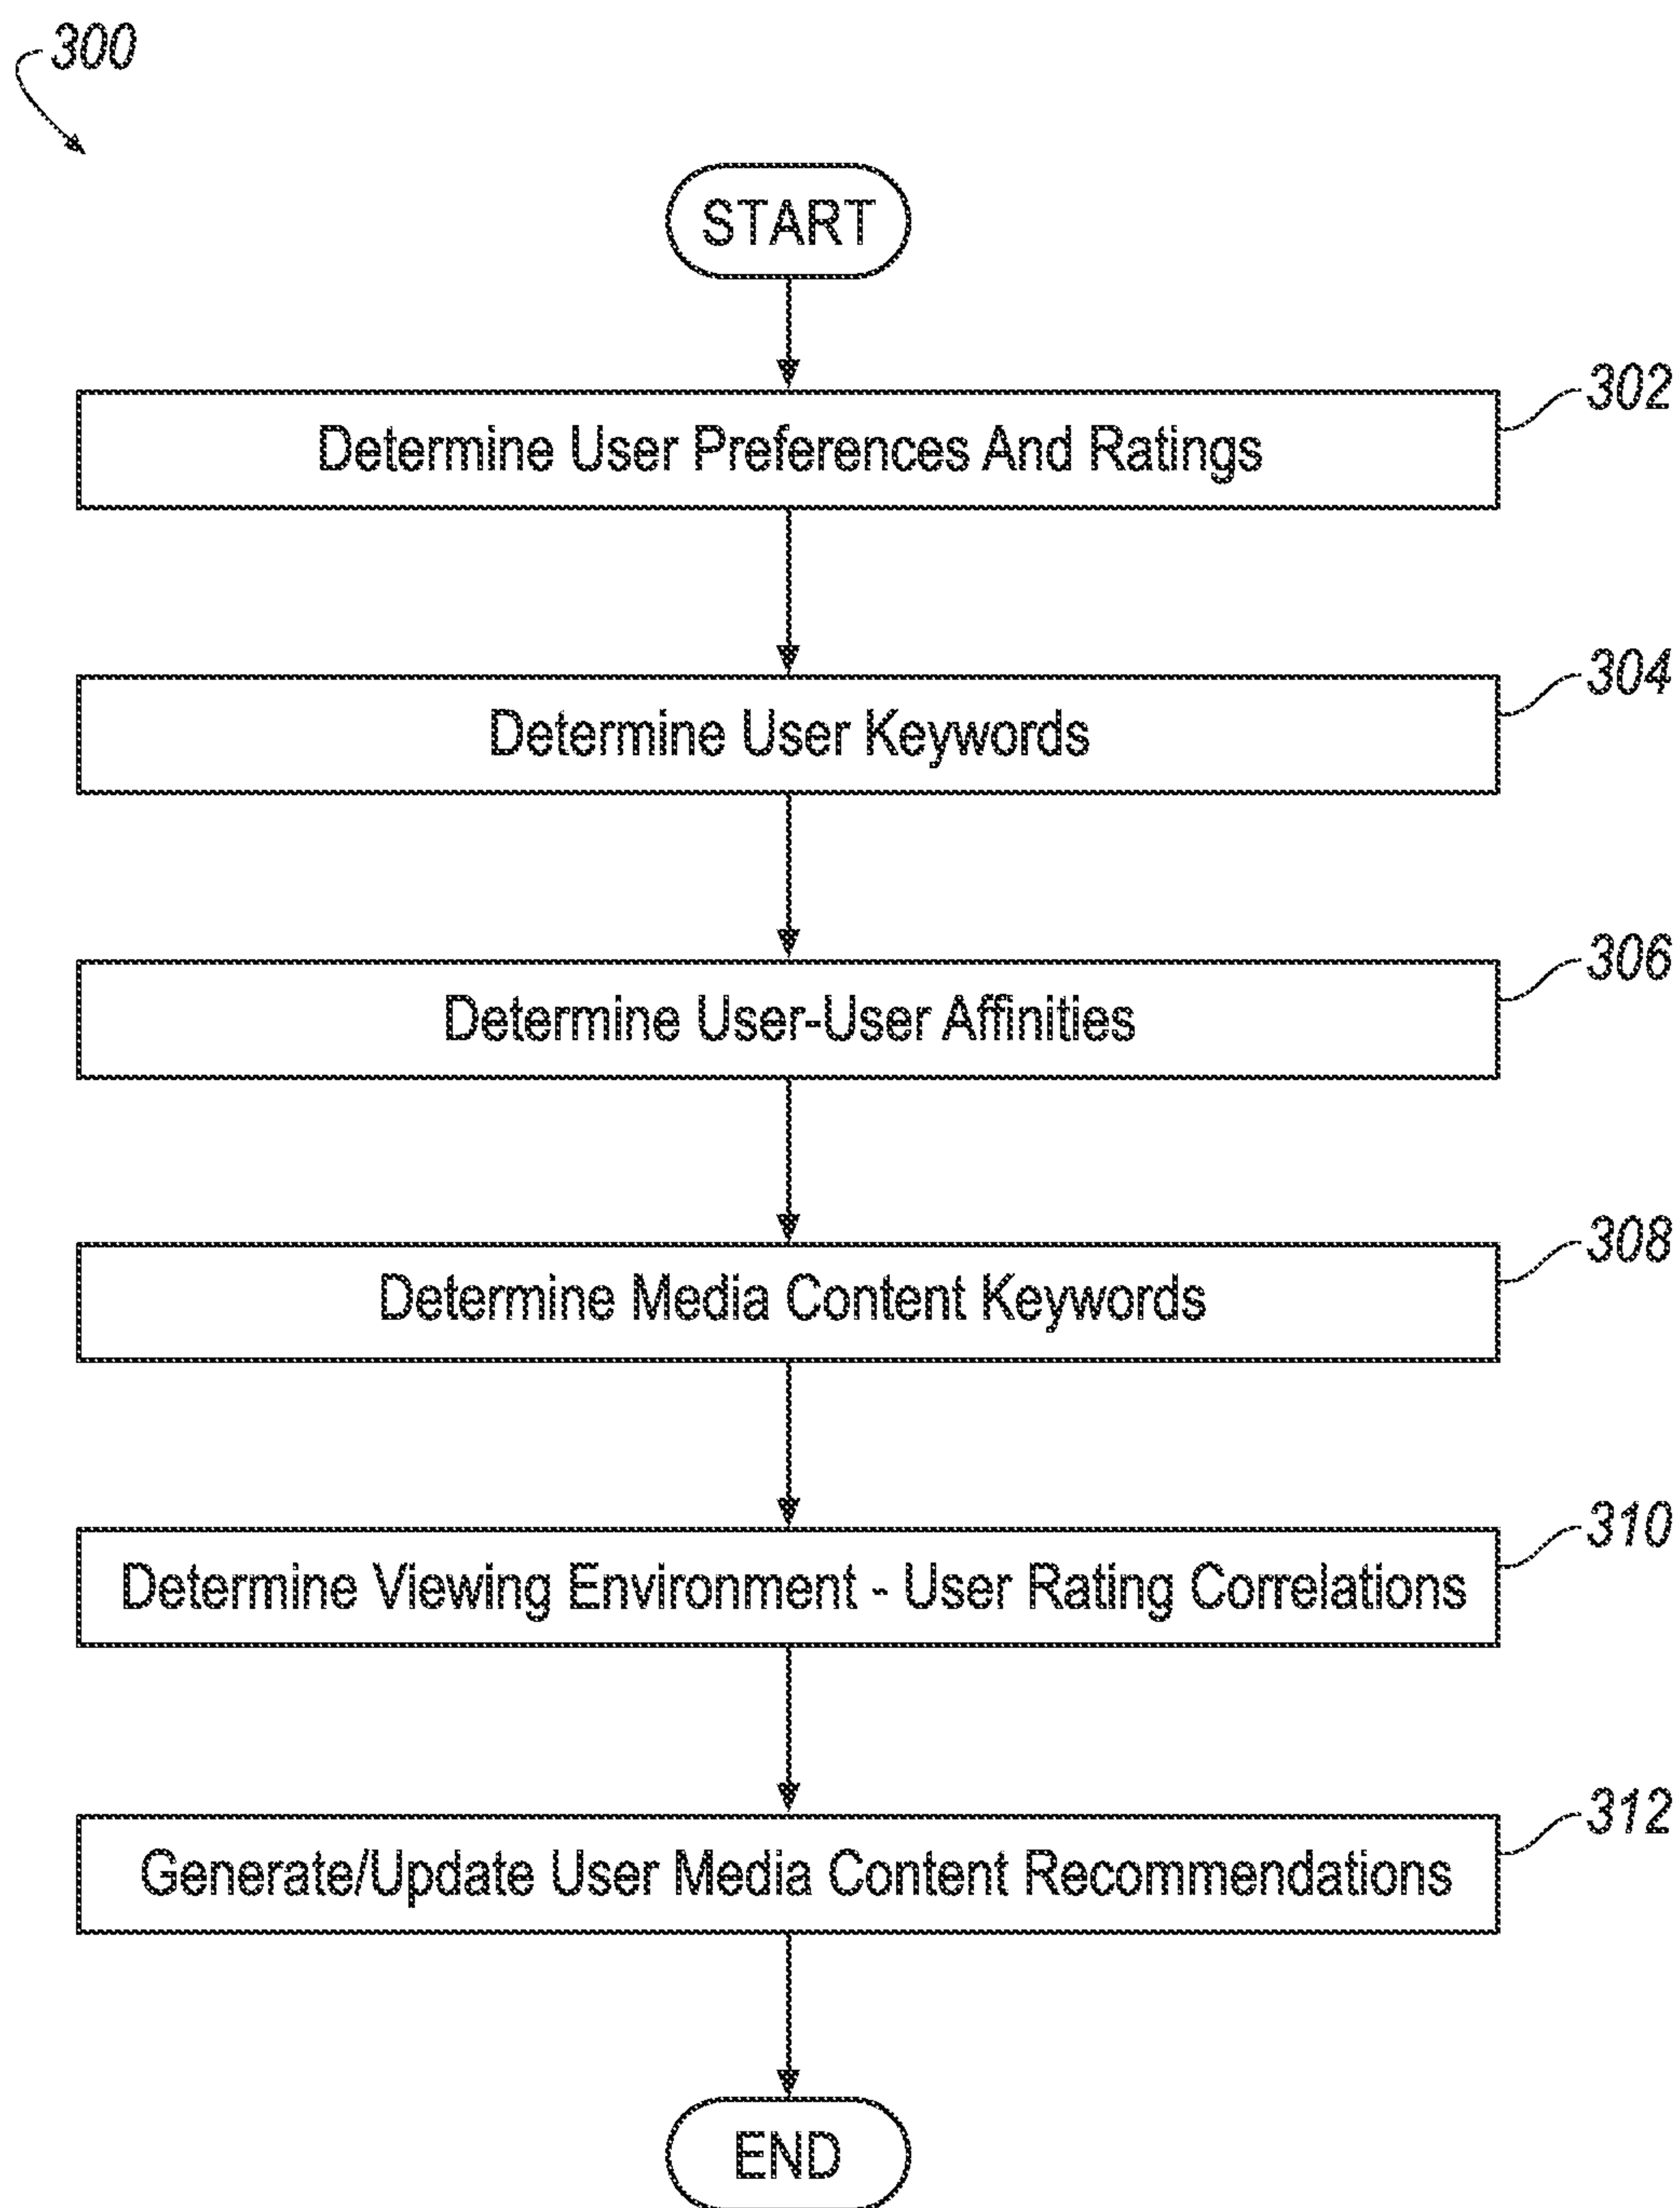 300
START
302
Determine User Preferences And Ratings
304
Determine User Keywords
306
Determine User-User Affinities
308
Determine Media Content Keywords
310
Determine Viewing Environment - User Rating Correlations
312
Generate/Update User Media Content Recommendations
END